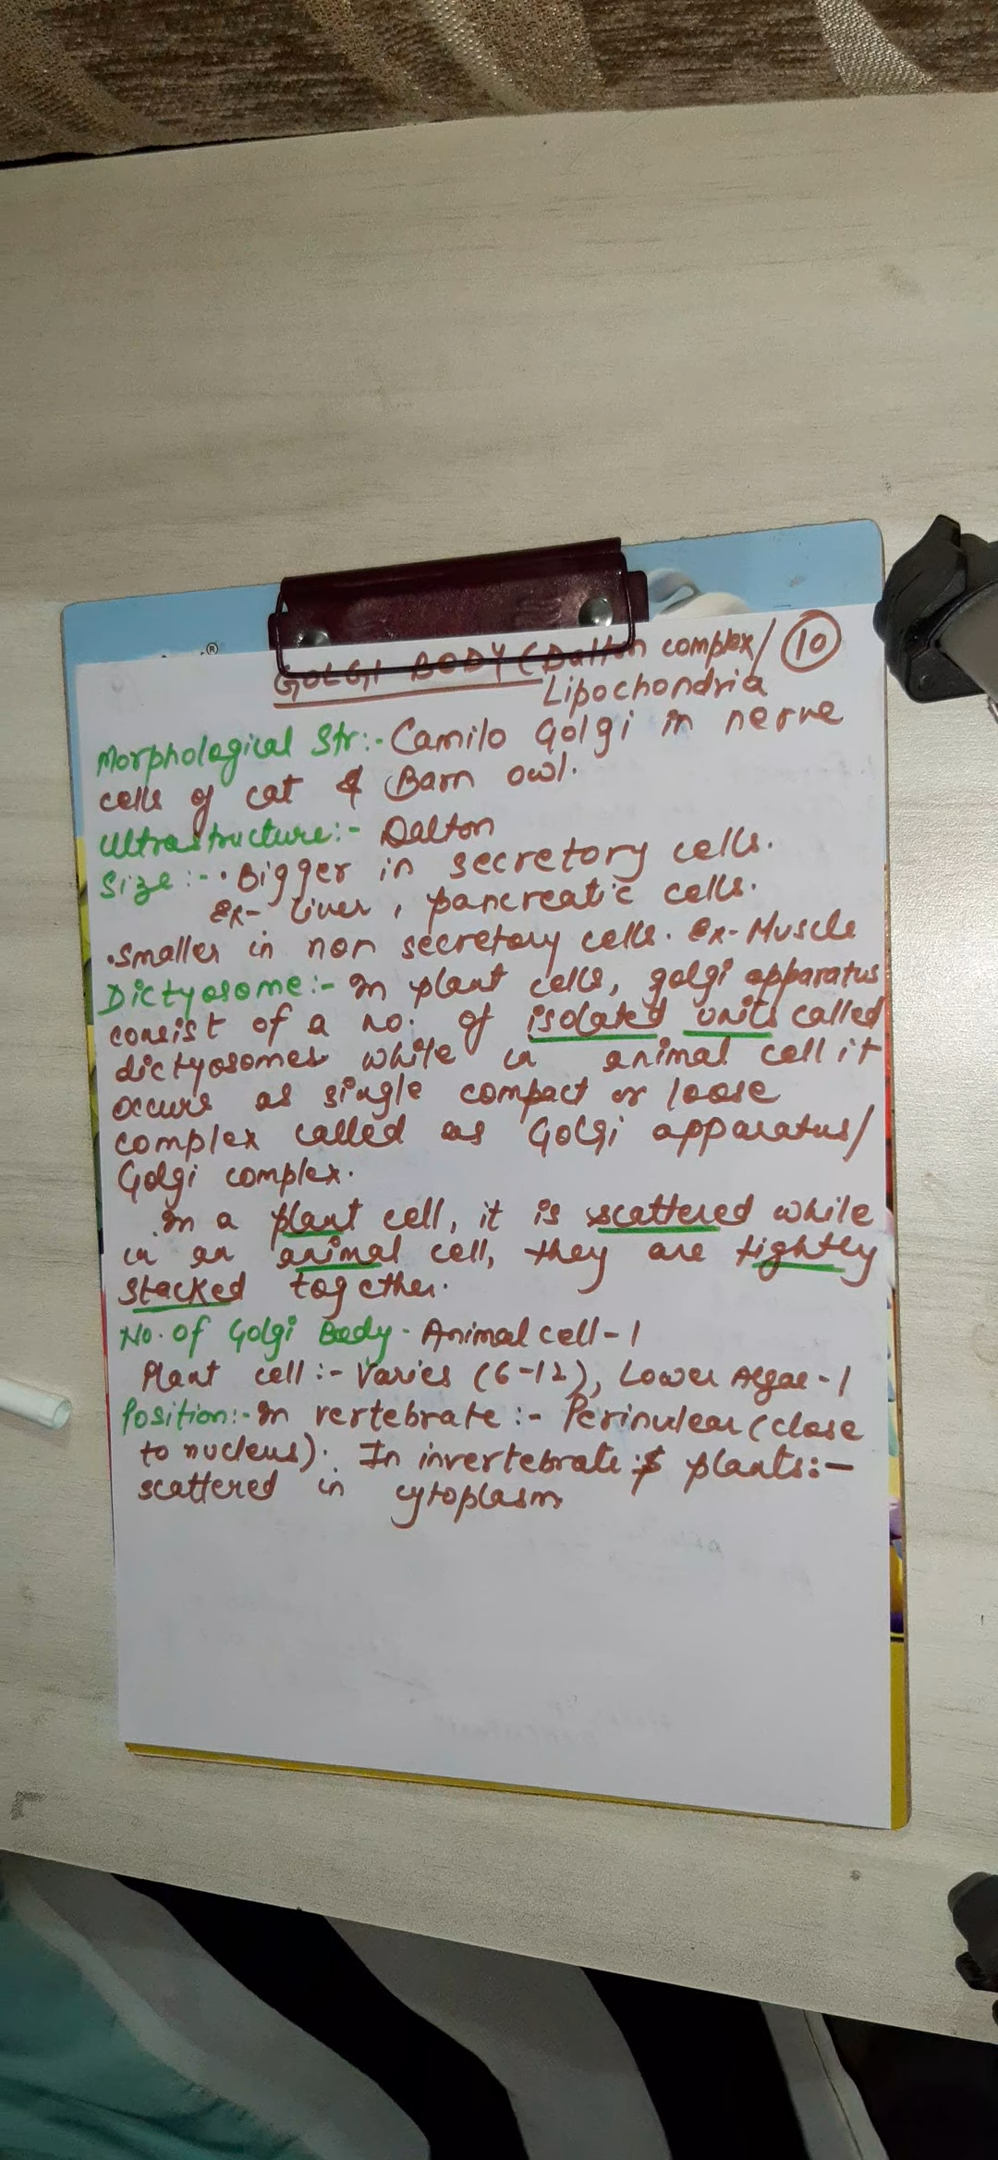 ®
GOLGI BODY (Dalton complex/ 10
Lipochondria
Morphological Str:- Camilo Golgi in nerve
cells of cat & Barn owl.
Ultrastructure:- Dalton
Size:- • Bigger in secretory cells.
Ex- liver, pancreatic cells.
•Smaller in non secretory cells. Ex- Muscle
Dictyosome:- In plant cells, golgi apparatus
consist of a no. of isolated units called
dictyosomes while in animal cell it
occurs as single compact or loose
complex called as Golgi apparatus/
Golgi complex.
In a plant cell, it is scattered while
in an animal cell, they are tightly
stacked together.
No. of Golgi Body - Animal cell - 1
Plant cell:- Varies (6-12), Lower Algae - 1
Position:- In vertebrate:- Perinulear (close
to nucleus). In invertebrate & plants:-
scattered in cytoplasm